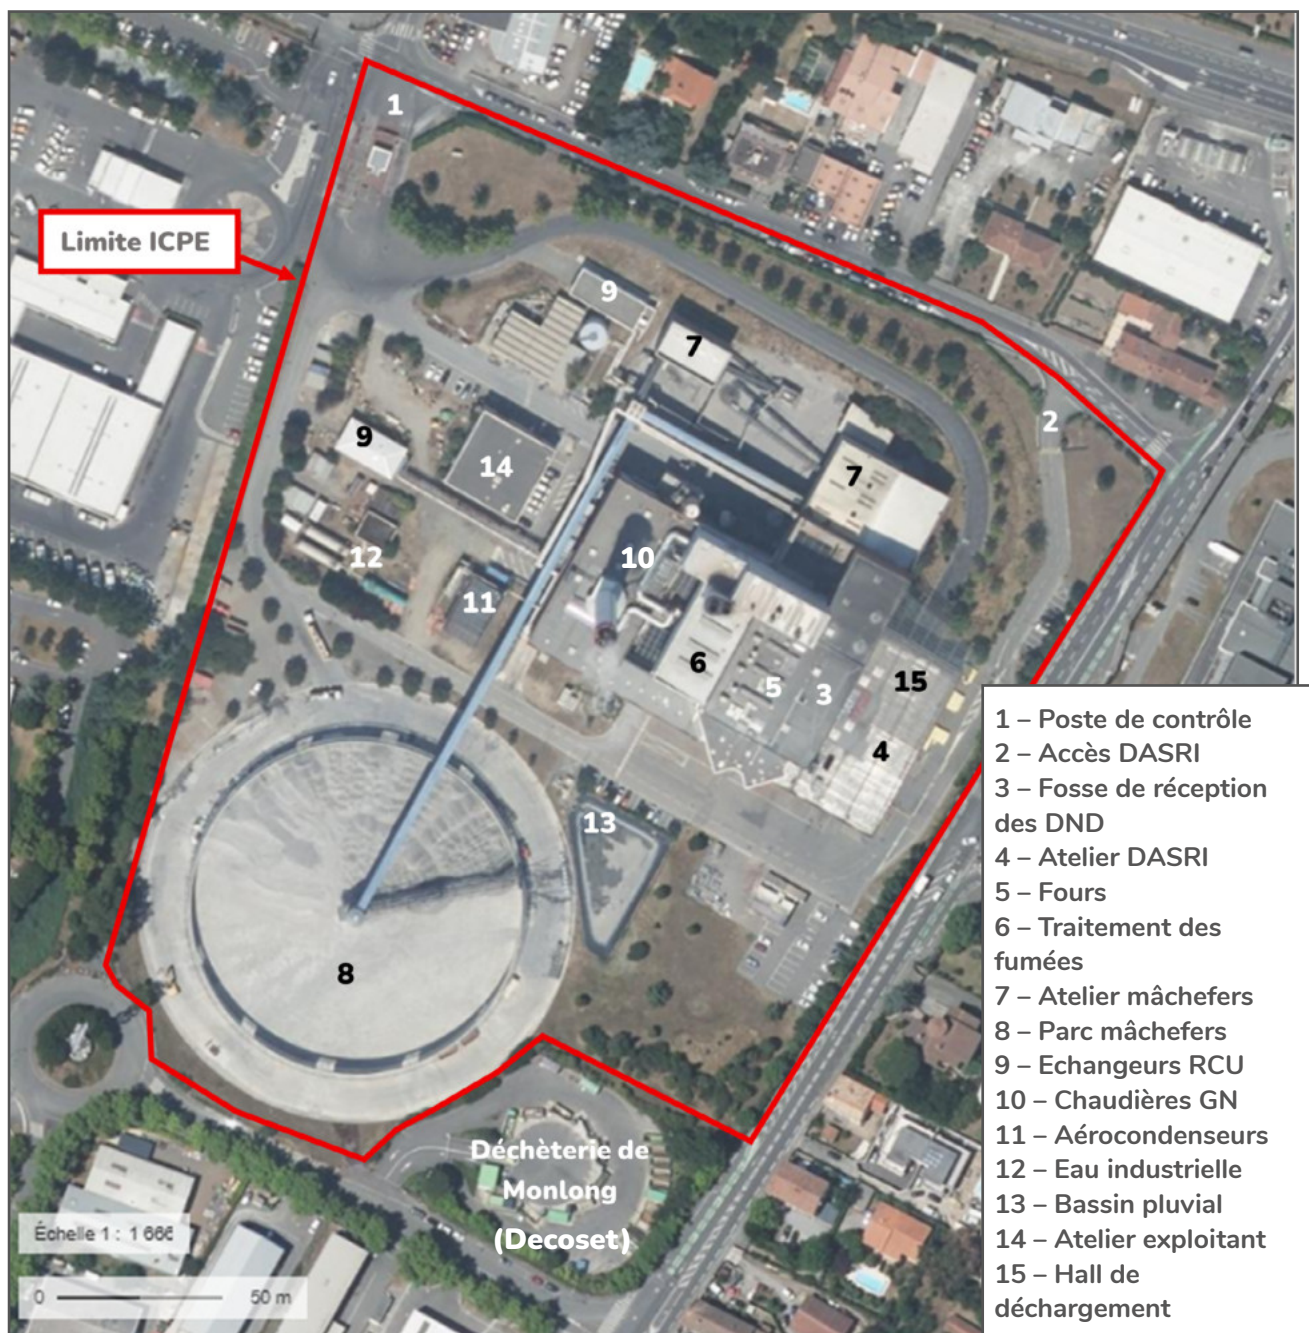 1
Limite ICPE
9
7
2
9
14
7
10
12
11
6
5
3
15
4
13
8
1 – Poste de contrôle
2 – Accès DASRI
3 – Fosse de réception
des DND
4 – Atelier DASRI
5 – Fours
6 – Traitement des
fumées
7 – Atelier mâchefers
8 – Parc mâchefers
9 – Echangeurs RCU
10 – Chaudières GN
11 – Aérocondenseurs
12 – Eau industrielle
13 – Bassin pluvial
14 – Atelier exploitant
15 – Hall de
déchargement
Déchèterie de
Monlong
(Decoset)
Échelle 1 : 1 666
0 50 m